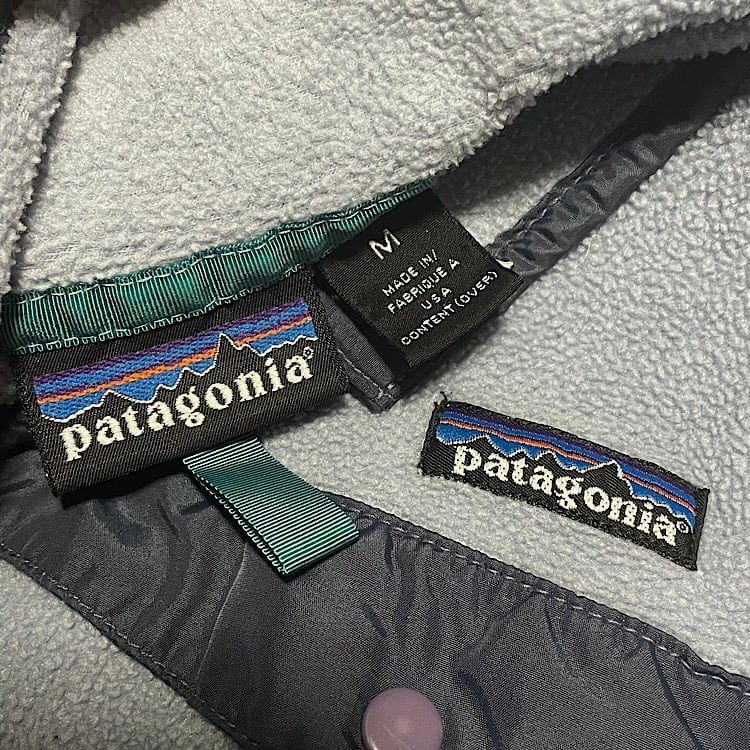 M
MADE IN/
FABRIQUE A
USA
CONTENT (OVER)
patagonia®
patagonia®